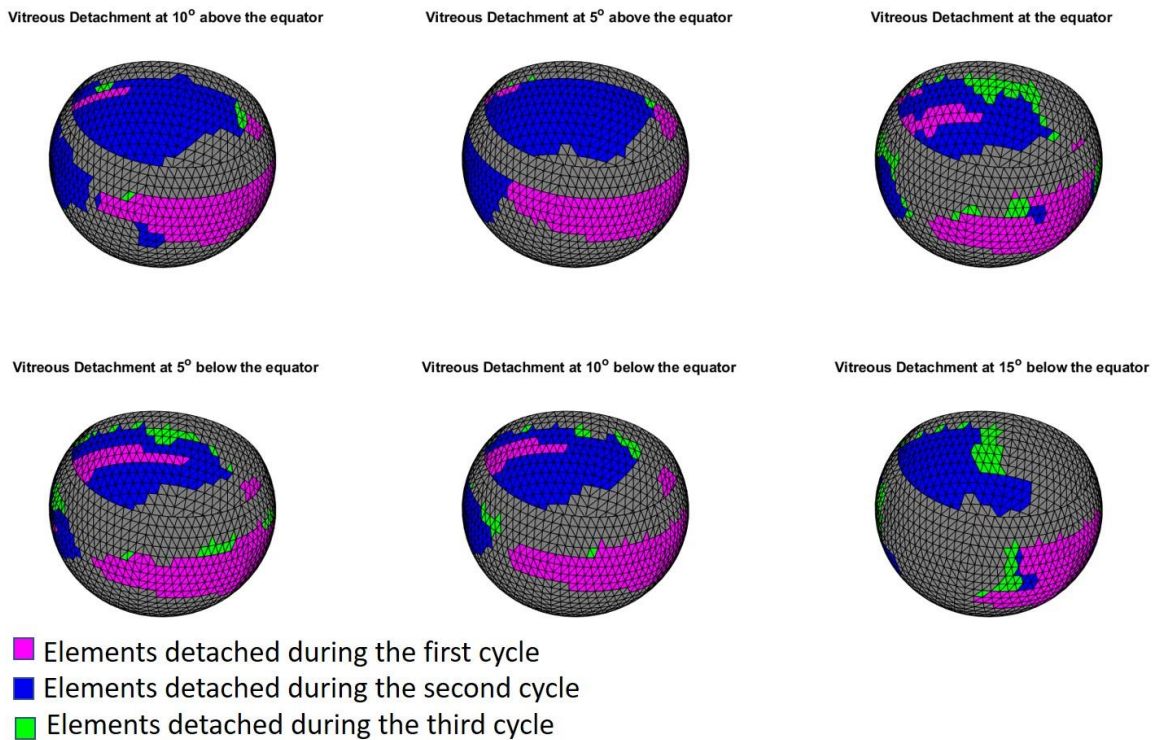 Vitreous Detachment at 10° above the equator
Vitreous Detachment at 5° above the equator
Vitreous Detachment at the equator
Vitreous Detachment at 5° below the equator
Vitreous Detachment at 10° below the equator
Vitreous Detachment at 15° below the equator
Elements detached during the first cycle
Elements detached during the second cycle
Elements detached during the third cycle